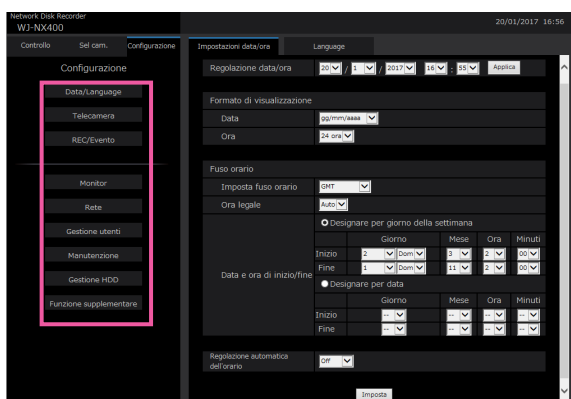 Network Disk Recorder
WJ-NX400
20/01/2017 16:56
Controllo Sel cam. Configurazione
Impostazioni data/ora Language
Configurazione
Data/Language
Telecamera
REC/Evento
Monitor
Rete
Gestione utenti
Manutenzione
Gestione HDD
Funzione supplementare
Regolazione data/ora 20 / 1 / 2017 16 : 55 Applica
Formato di visualizzazione
Data gg/mm/aaaa
Ora 24 ora
Fuso orario
Imposta fuso orario GMT
Ora legale Auto
Data e ora di inizio/fine
Designare per giorno della settimana
Giorno Mese Ora Minuti
Inizio 2 Dom 3 2 00
Fine 1 Dom 11 2 00
Designare per data
Giorno Mese Ora Minuti
Inizio -- -- -- --
Fine -- -- -- --
Regolazione automatica
dell'orario
Off
Imposta